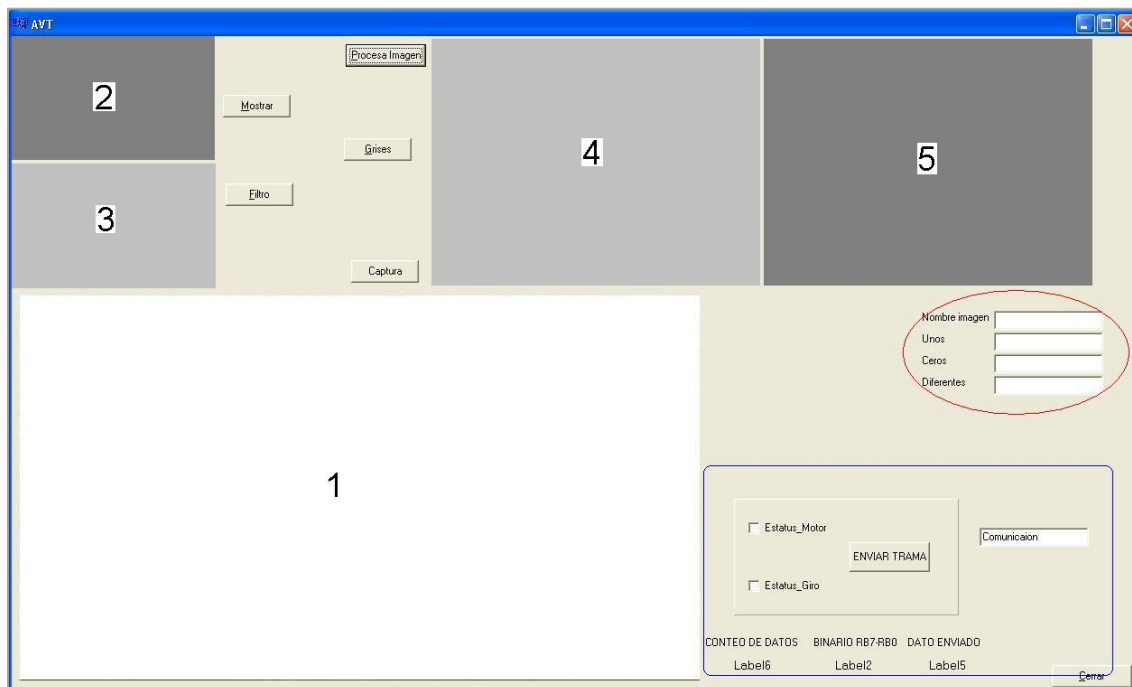 AVT
Procesa Imagen
2
Mostrar
Grises
4
5
3
Filtro
Captura
Nombre imagen
Unos
Ceros
Diferentes
1
Estatus_Motor
Comunicaion
ENVIAR TRAMA
Estatus_Giro
CONTEO DE DATOS BINARIO RB7-RB0 DATO ENVIADO
Label6 Label2 Label5
Cerrar